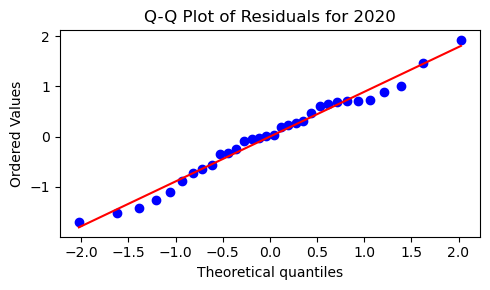 Q-Q Plot of Residuals for 2020
Ordered Values
2
1
0
−1
−2.0 −1.5 −1.0 −0.5 0.0 0.5 1.0 1.5 2.0
Theoretical quantiles